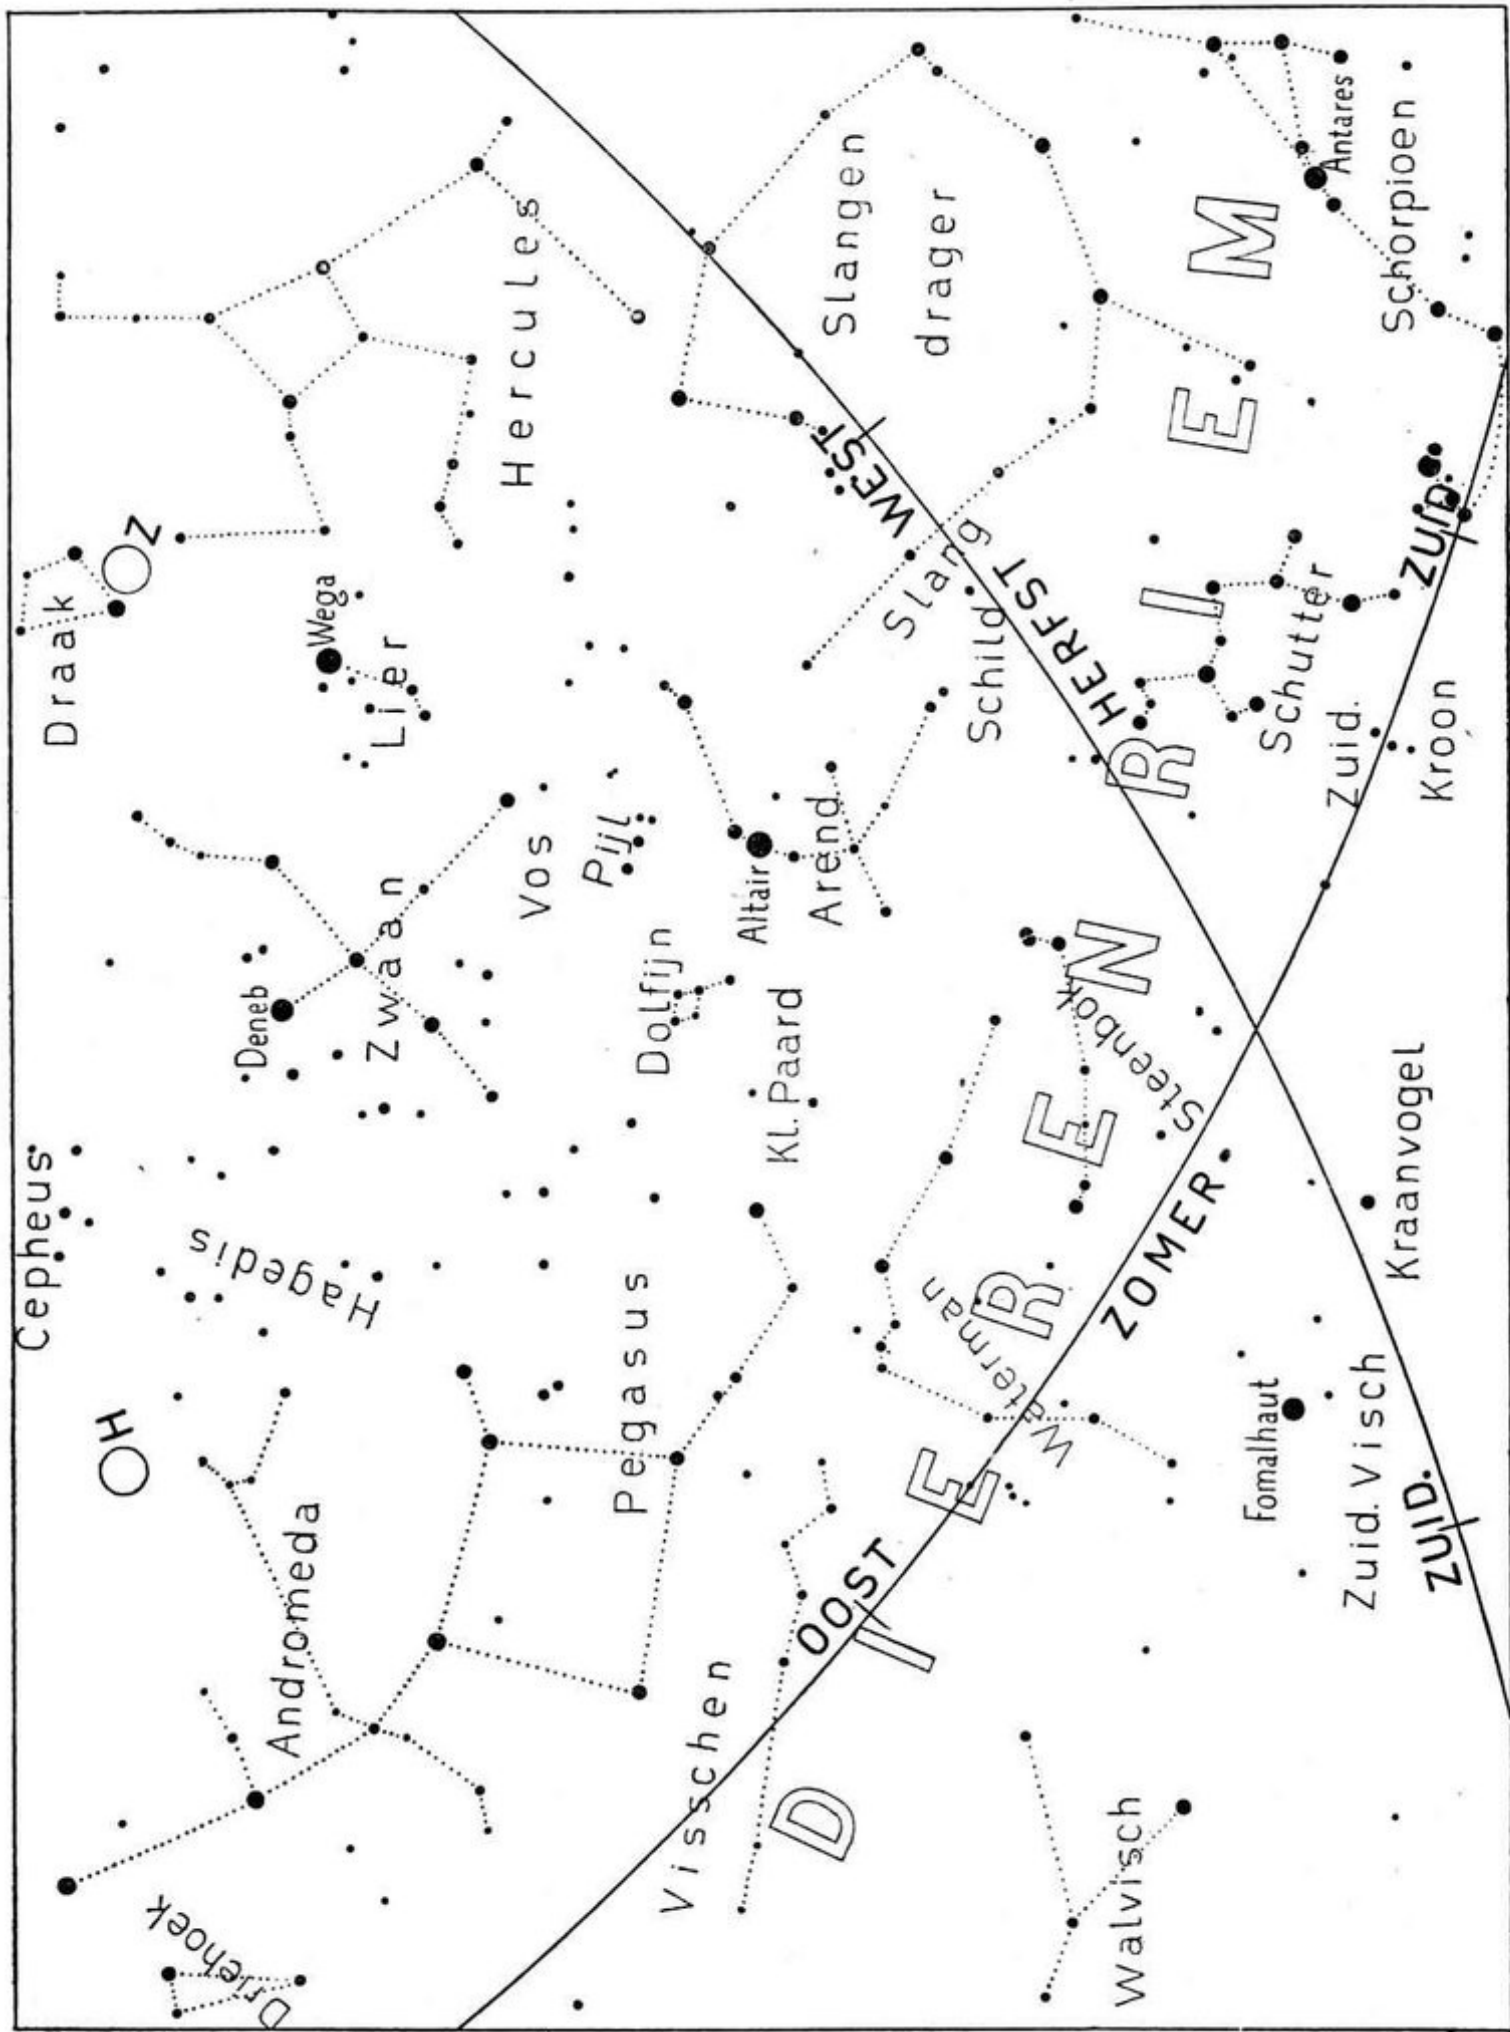 Cepheus
Draak
Z
H
Driehoek
Hagedis
Andromeda
Deneb
Zwaan
Wega
Lier
Hercules
Vos
Pijl
Pegasus
Dolfijn
Kl. Paard
Altair
Arend
Visschen
Slangen
drager
Slang
Schild
WEST
HERFST
OOST
ZOMER
Waterman
Steenbok
DIERENRIEM
Schutter
Antares
Schorpioen
ZUID.
Zuid.
Kroon
Kraanvogel
Fomalhaut
Zuid. Visch
ZUID.
Walvisch